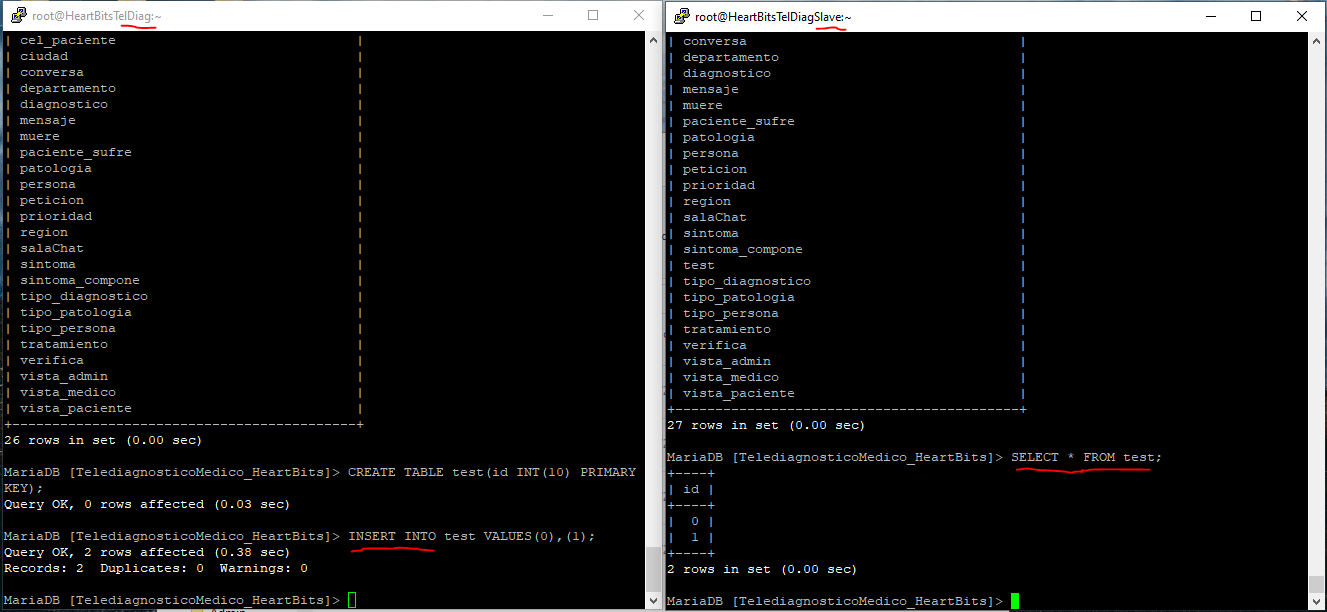 root@HeartBitsTelDiag:~
| cel_paciente |
| ciudad |
| conversa |
| departamento |
| diagnostico |
| mensaje |
| muere |
| paciente_sufre |
| patologia |
| persona |
| peticion |
| prioridad |
| region |
| salaChat |
| sintoma |
| sintoma_compone |
| tipo_diagnostico |
| tipo_patologia |
| tipo_persona |
| tratamiento |
| verifica |
| vista_admin |
| vista_medico |
| vista_paciente |
+-------------------------------------------+
26 rows in set (0.00 sec)
MariaDB [TelediagnosticoMedico_HeartBits]> CREATE TABLE test(id INT(10) PRIMARY
KEY);
Query OK, 0 rows affected (0.03 sec)
MariaDB [TelediagnosticoMedico_HeartBits]> INSERT INTO test VALUES(0),(1);
Query OK, 2 rows affected (0.38 sec)
Records: 2  Duplicates: 0  Warnings: 0
MariaDB [TelediagnosticoMedico_HeartBits]>
root@HeartBitsTelDiagSlave:~
| conversa |
| departamento |
| diagnostico |
| mensaje |
| muere |
| paciente_sufre |
| patologia |
| persona |
| peticion |
| prioridad |
| region |
| salaChat |
| sintoma |
| sintoma_compone |
| test |
| tipo_diagnostico |
| tipo_patologia |
| tipo_persona |
| tratamiento |
| verifica |
| vista_admin |
| vista_medico |
| vista_paciente |
+-------------------------------------------+
27 rows in set (0.00 sec)
MariaDB [TelediagnosticoMedico_HeartBits]> SELECT * FROM test;
+----+
| id |
+----+
|  0 |
|  1 |
+----+
2 rows in set (0.00 sec)
MariaDB [TelediagnosticoMedico_HeartBits]>